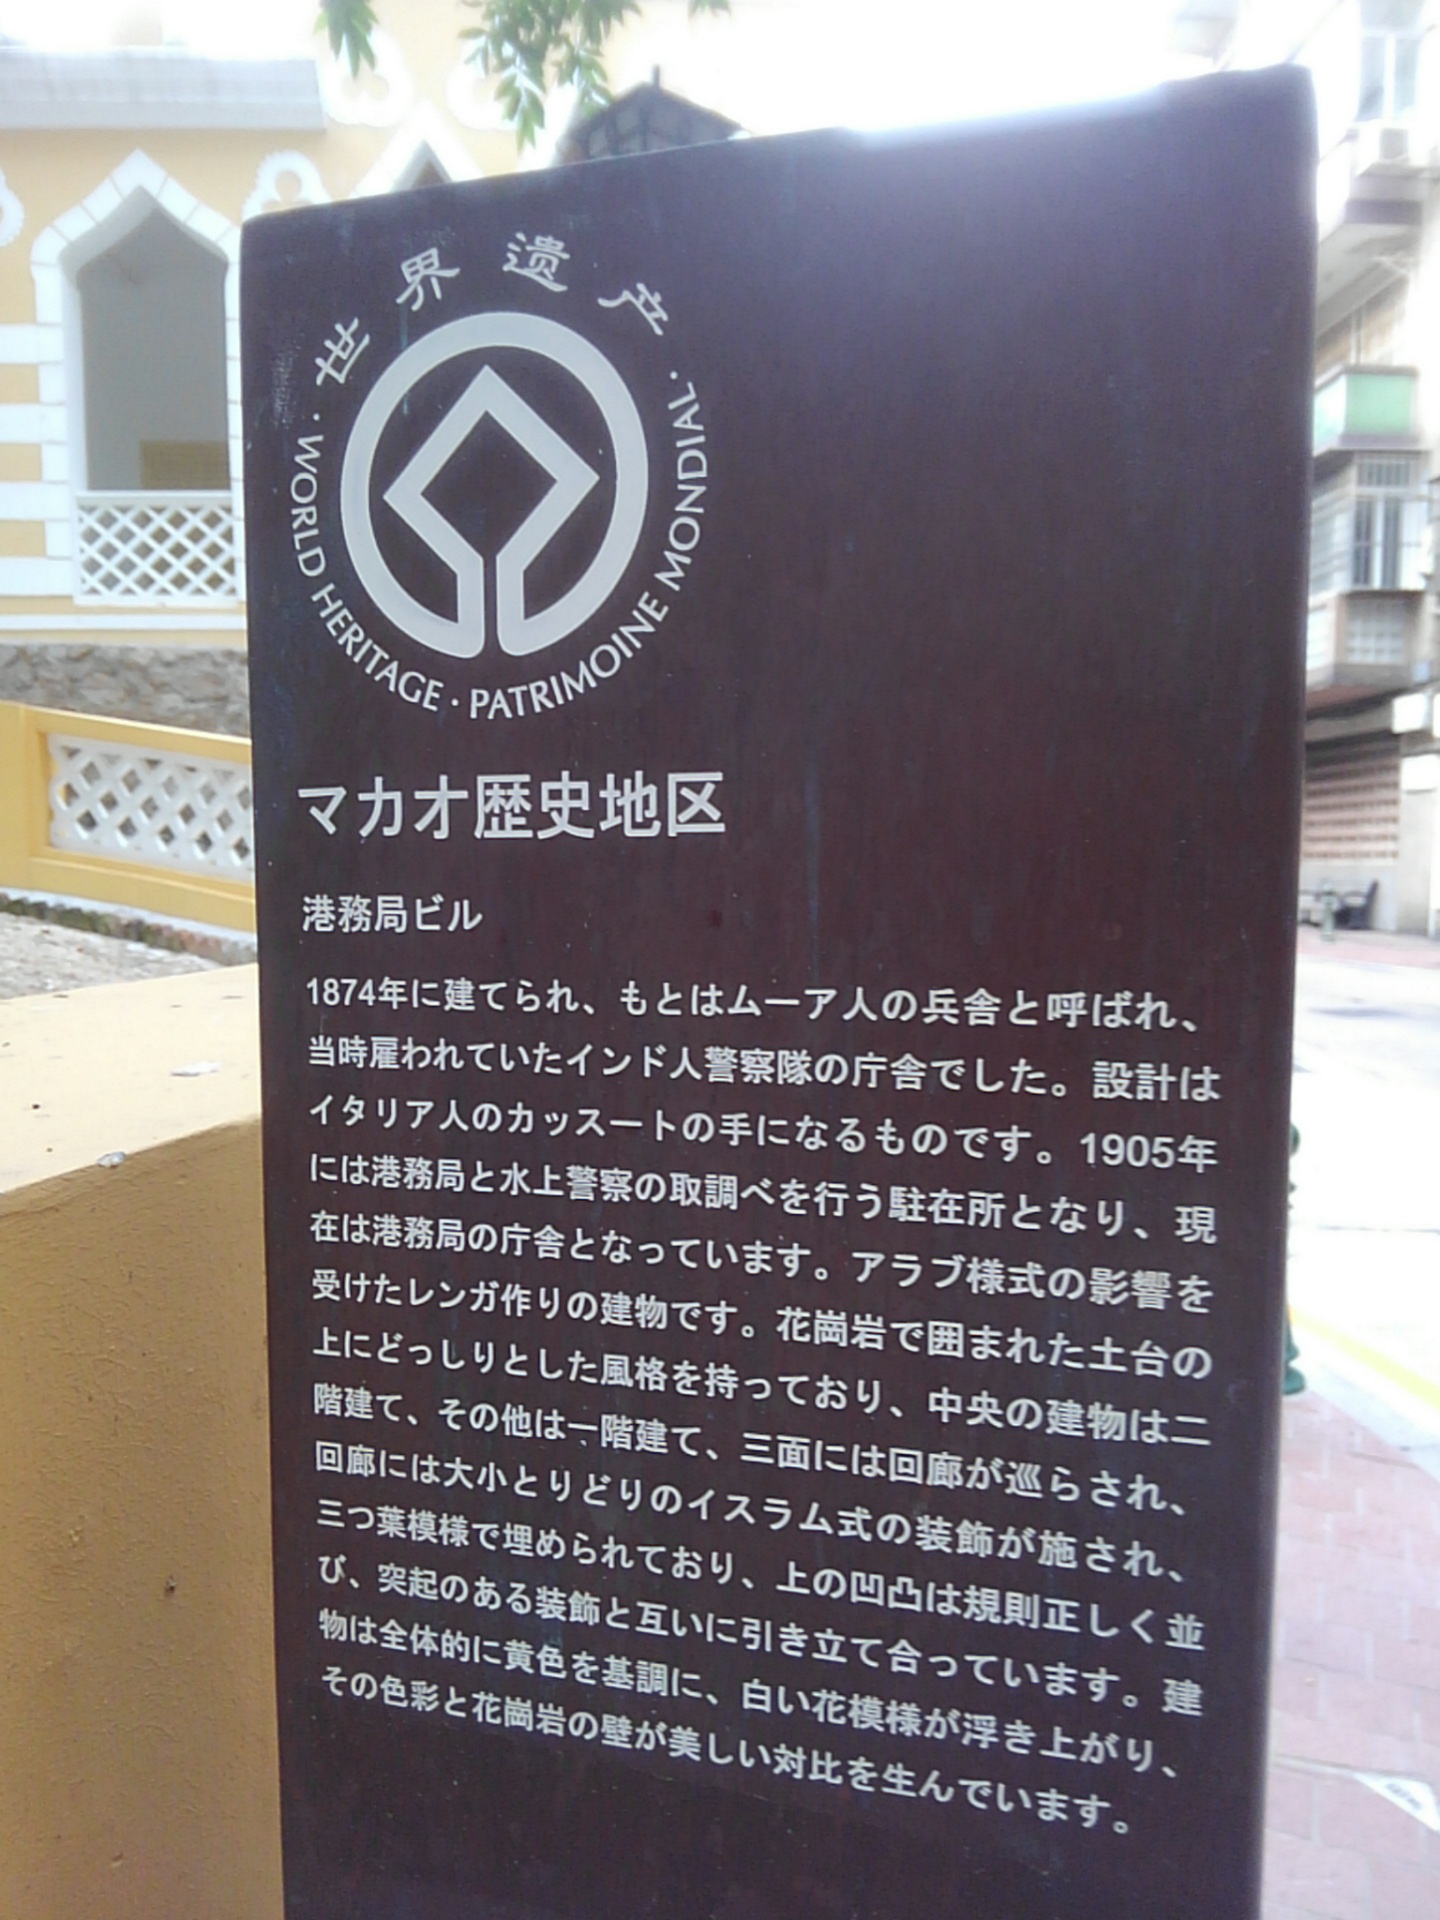 世界遗产
· WORLD HERITAGE · PATRIMOINE MONDIAL ·
マカオ歴史地区
港務局ビル
1874年に建てられ、もとはムーア人の兵舎と呼ばれ、
当時雇われていたインド人警察隊の庁舎でした。設計は
イタリア人のカッスートの手になるものです。1905年
には港務局と水上警察の取調べを行う駐在所となり、現
在は港務局の庁舎となっています。アラブ様式の影響を
受けたレンガ作りの建物です。花崗岩で囲まれた土台の
上にどっしりとした風格を持っており、中央の建物は二
階建て、その他は一階建て、三面には回廊が巡らされ、
回廊には大小とりどりのイスラム式の装飾が施され、
三つ葉模様で埋められており、上の凹凸は規則正しく並
び、突起のある装飾と互いに引き立て合っています。建
物は全体的に黄色を基調に、白い花模様が浮き上がり、
その色彩と花崗岩の壁が美しい対比を生んでいます。